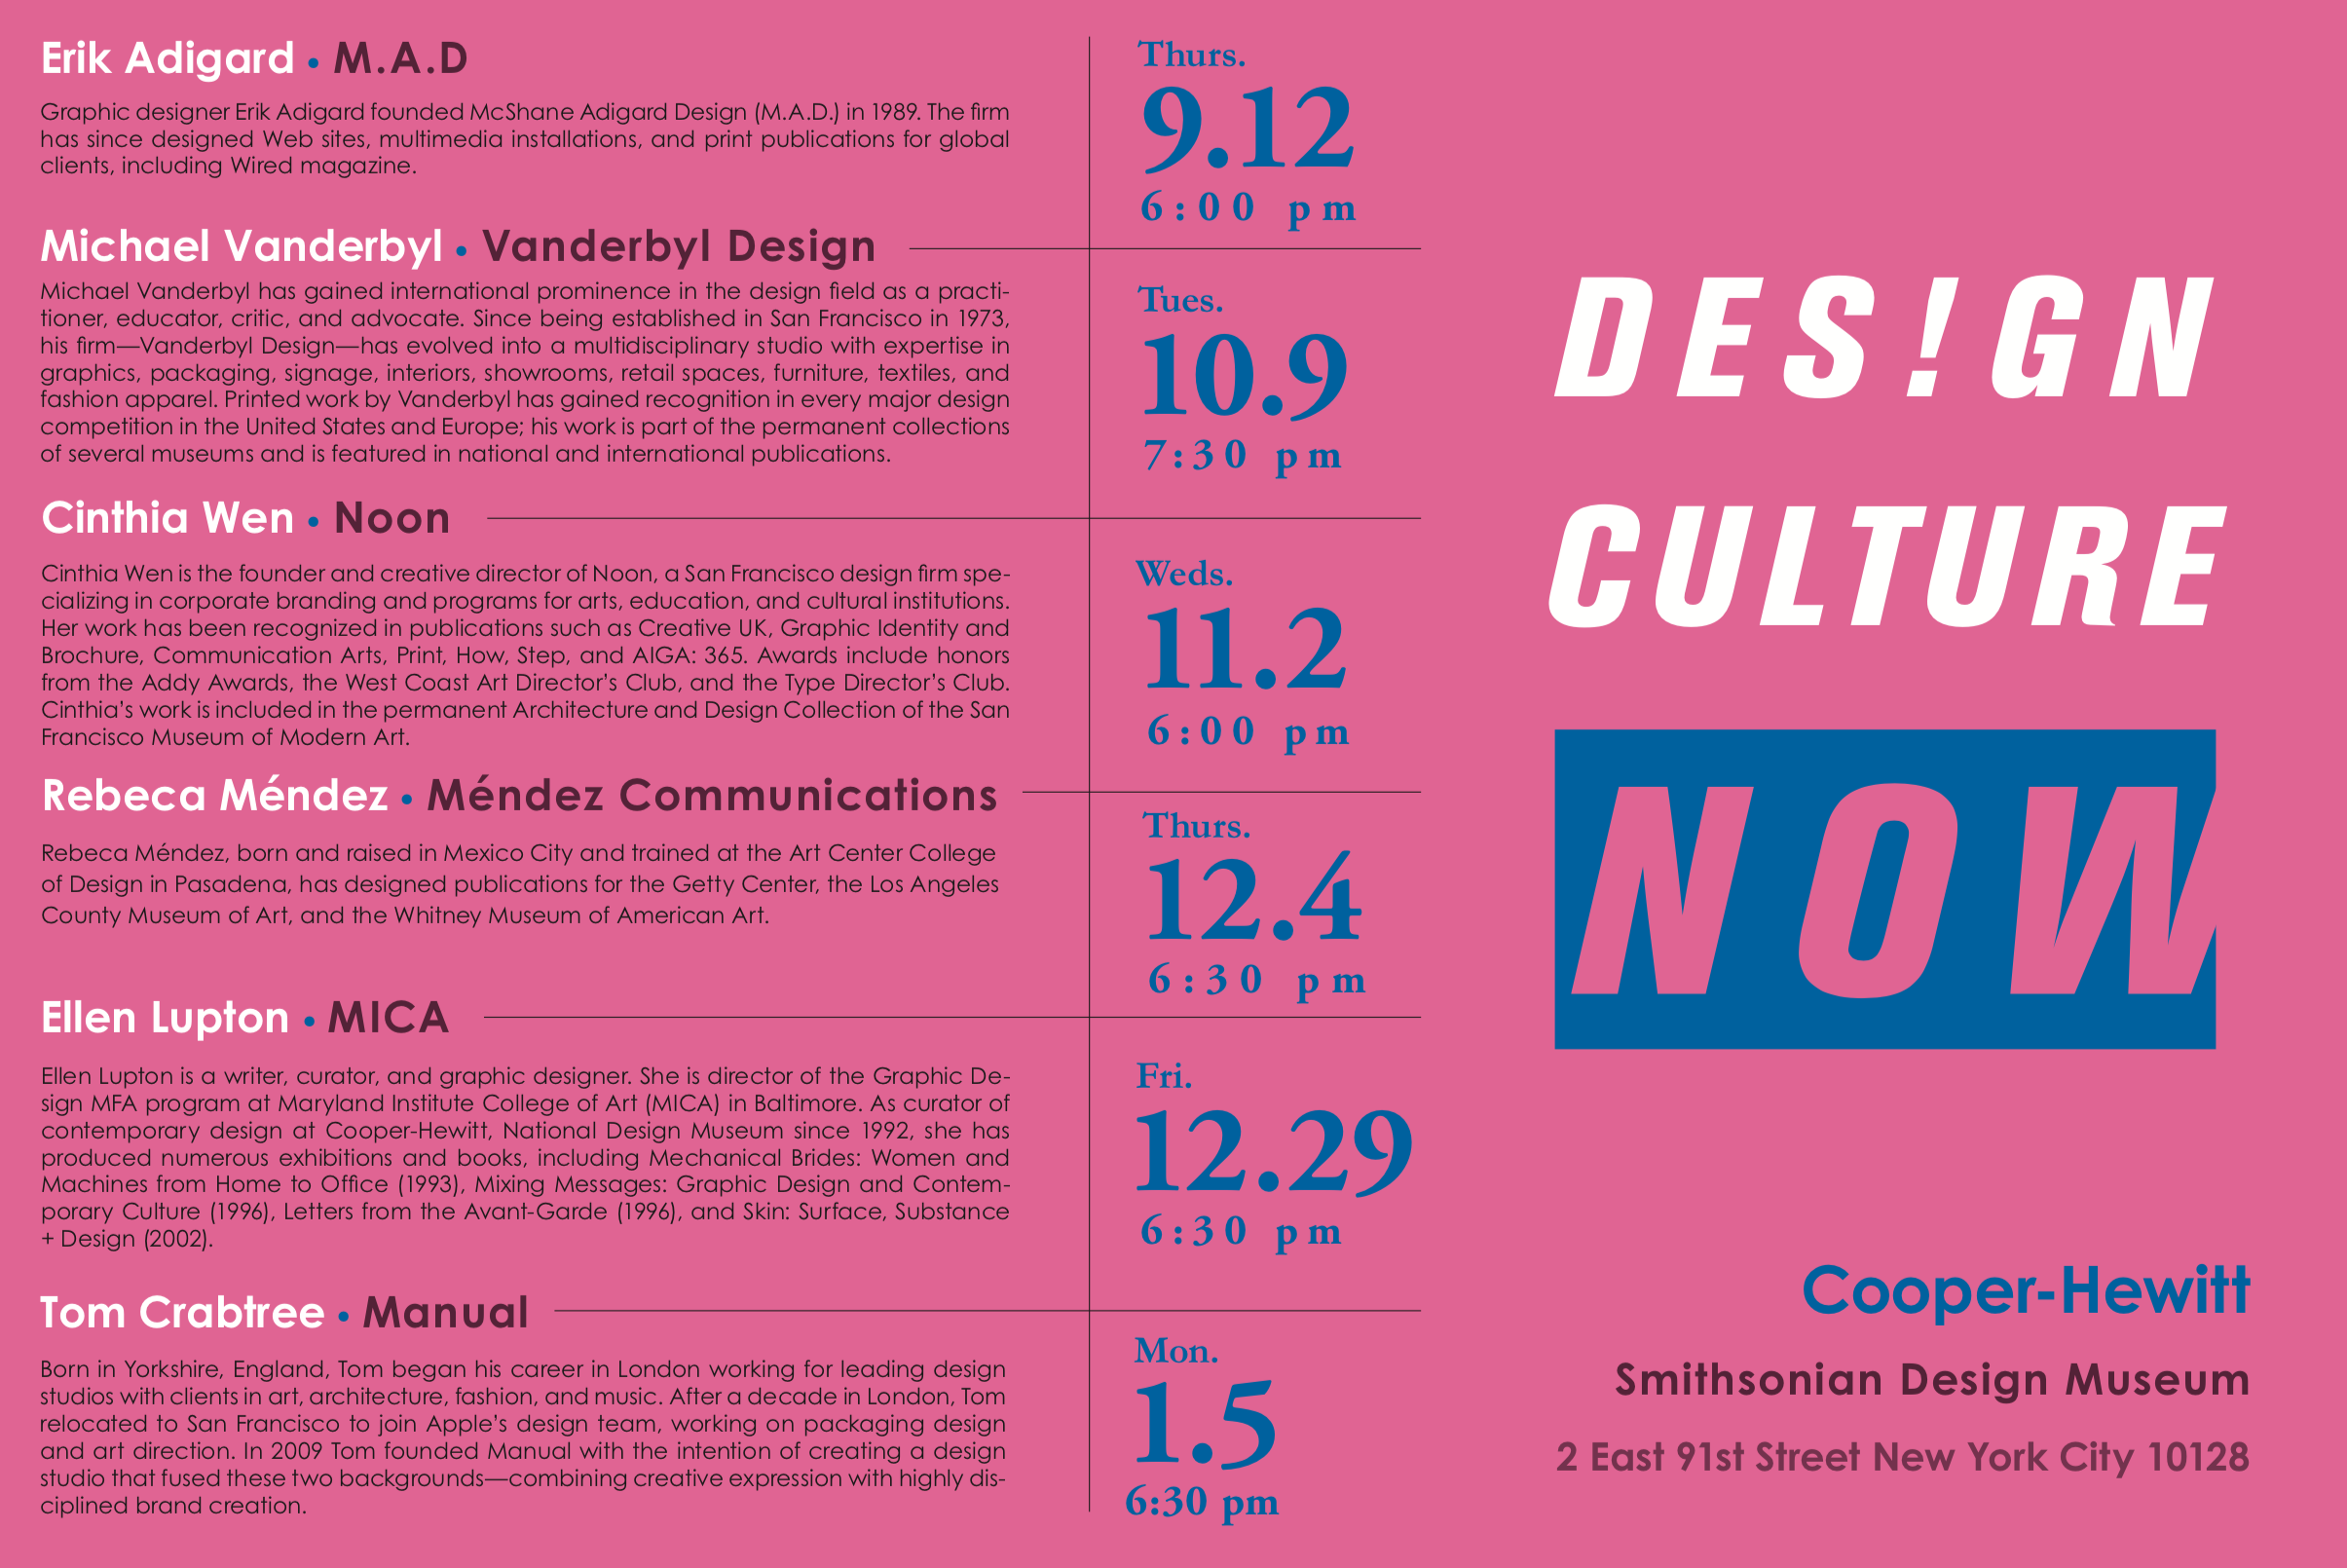 Erik Adigard • M.A.D
Graphic designer Erik Adigard founded McShane Adigard Design (M.A.D.) in 1989. The firm
has since designed Web sites, multimedia installations, and print publications for global
clients, including Wired magazine.
Thurs.
9.12
6:00 pm
Michael Vanderbyl • Vanderbyl Design
Michael Vanderbyl has gained international prominence in the design field as a practi-
tioner, educator, critic, and advocate. Since being established in San Francisco in 1973,
his firm—Vanderbyl Design—has evolved into a multidisciplinary studio with expertise in
graphics, packaging, signage, interiors, showrooms, retail spaces, furniture, textiles, and
fashion apparel. Printed work by Vanderbyl has gained recognition in every major design
competition in the United States and Europe; his work is part of the permanent collections
of several museums and is featured in national and international publications.
Tues.
10.9
7:30 pm
Cinthia Wen • Noon
Cinthia Wen is the founder and creative director of Noon, a San Francisco design firm spe-
cializing in corporate branding and programs for arts, education, and cultural institutions.
Her work has been recognized in publications such as Creative UK, Graphic Identity and
Brochure, Communication Arts, Print, How, Step, and AIGA: 365. Awards include honors
from the Addy Awards, the West Coast Art Director's Club, and the Type Director's Club.
Cinthia's work is included in the permanent Architecture and Design Collection of the San
Francisco Museum of Modern Art.
Weds.
11.2
6:00 pm
Rebeca Méndez • Méndez Communications
Rebeca Méndez, born and raised in Mexico City and trained at the Art Center College
of Design in Pasadena, has designed publications for the Getty Center, the Los Angeles
County Museum of Art, and the Whitney Museum of American Art.
Thurs.
12.4
6:30 pm
Ellen Lupton • MICA
Ellen Lupton is a writer, curator, and graphic designer. She is director of the Graphic De-
sign MFA program at Maryland Institute College of Art (MICA) in Baltimore. As curator of
contemporary design at Cooper-Hewitt, National Design Museum since 1992, she has
produced numerous exhibitions and books, including Mechanical Brides: Women and
Machines from Home to Office (1993), Mixing Messages: Graphic Design and Contem-
porary Culture (1996), Letters from the Avant-Garde (1996), and Skin: Surface, Substance
+ Design (2002).
Fri.
12.29
6:30 pm
Tom Crabtree • Manual
Born in Yorkshire, England, Tom began his career in London working for leading design
studios with clients in art, architecture, fashion, and music. After a decade in London, Tom
relocated to San Francisco to join Apple's design team, working on packaging design
and art direction. In 2009 Tom founded Manual with the intention of creating a design
studio that fused these two backgrounds—combining creative expression with highly dis-
ciplined brand creation.
Mon.
1.5
6:30 pm
DES!GN
CULTURE
NOW
Cooper-Hewitt
Smithsonian Design Museum
2 East 91st Street New York City 10128